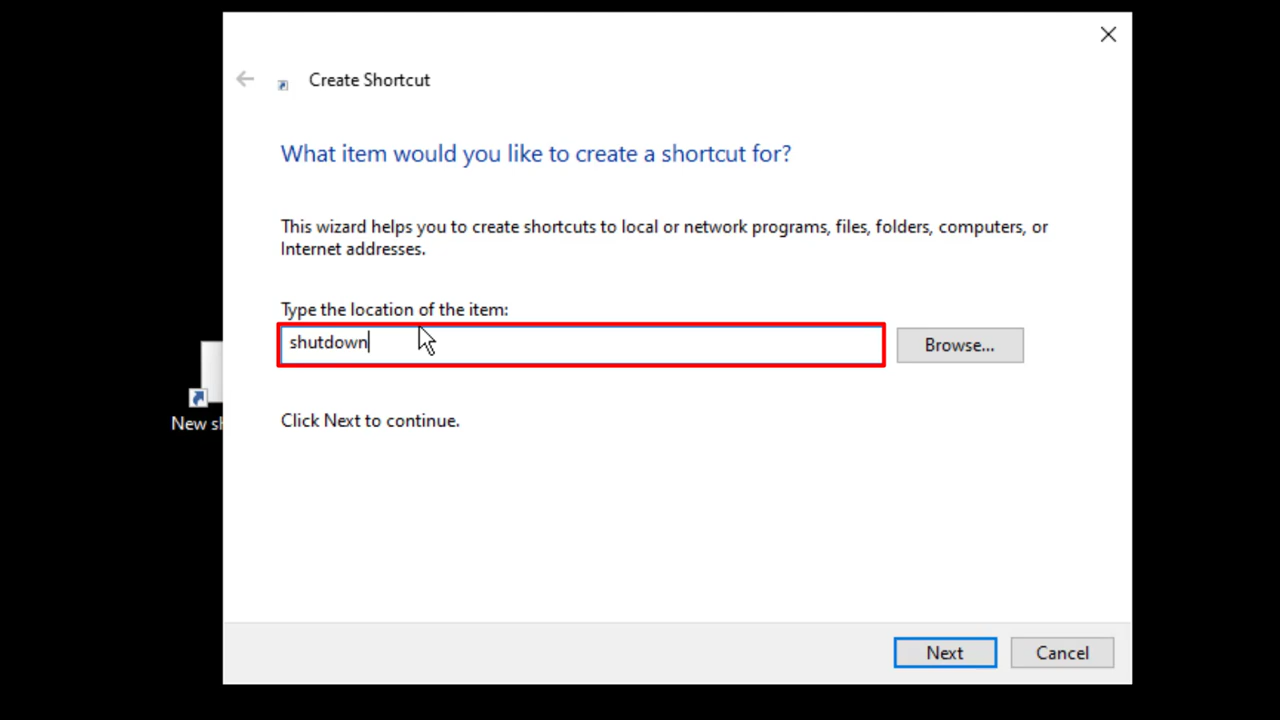 Create Shortcut
What item would you like to create a shortcut for?
This wizard helps you to create shortcuts to local or network programs, files, folders, computers, or
Internet addresses.
Type the location of the item:
shutdown
Browse...
New sh
Click Next to continue.
Next
Cancel